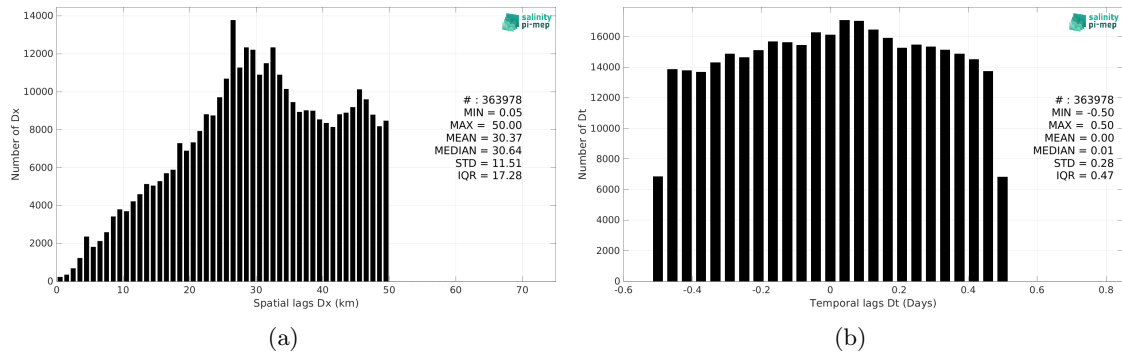 14000
12000
10000
8000
6000
4000
2000
0
Number of Dx
salinity
pi-mep
# : 363978
MIN = 0.05
MAX = 50.00
MEAN = 30.37
MEDIAN = 30.64
STD = 11.51
IQR = 17.28
0 10 20 30 40 50 60 70
Spatial lags Dx (km)
(a)
16000
14000
12000
10000
8000
6000
4000
2000
0
Number of Dt
salinity
pi-mep
# : 363978
MIN = -0.50
MAX = 0.50
MEAN = 0.00
MEDIAN = 0.01
STD = 0.28
IQR = 0.47
-0.6 -0.4 -0.2 0 0.2 0.4 0.6 0.8
Temporal lags Dt (Days)
(b)